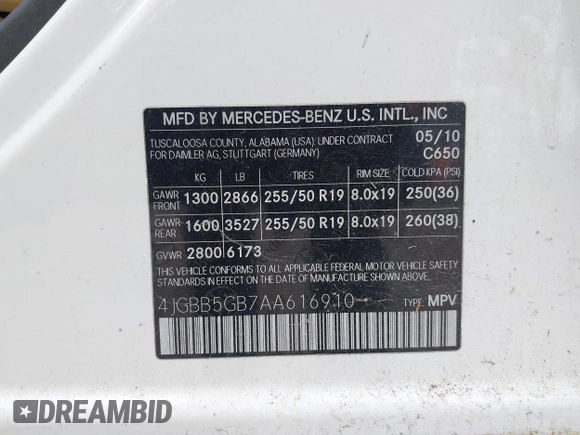 MFD BY MERCEDES-BENZ U.S. INTL., INC
TUSCALOOSA COUNTY, ALABAMA (USA) UNDER CONTRACT 05/10
FOR DAIMLER AG, STUTTGART (GERMANY) C650
KG LB TIRES RIM SIZE COLD KPA (PSI)
GAWR FRONT 1300 2866 255/50 R19 8.0x19 250(36)
GAWR REAR 1600 3527 255/50 R19 8.0x19 260(38)
GVWR 2800 6173
THIS VEHICLE CONFORMS TO ALL APPLICABLE FEDERAL MOTOR VEHICLE SAFETY STANDARDS IN EFFECT ON THE DATE OF MANUFACTURE SHOWN ABOVE.
4JGBB5GB7AA616910 TYPE: MPV
DREAMBID